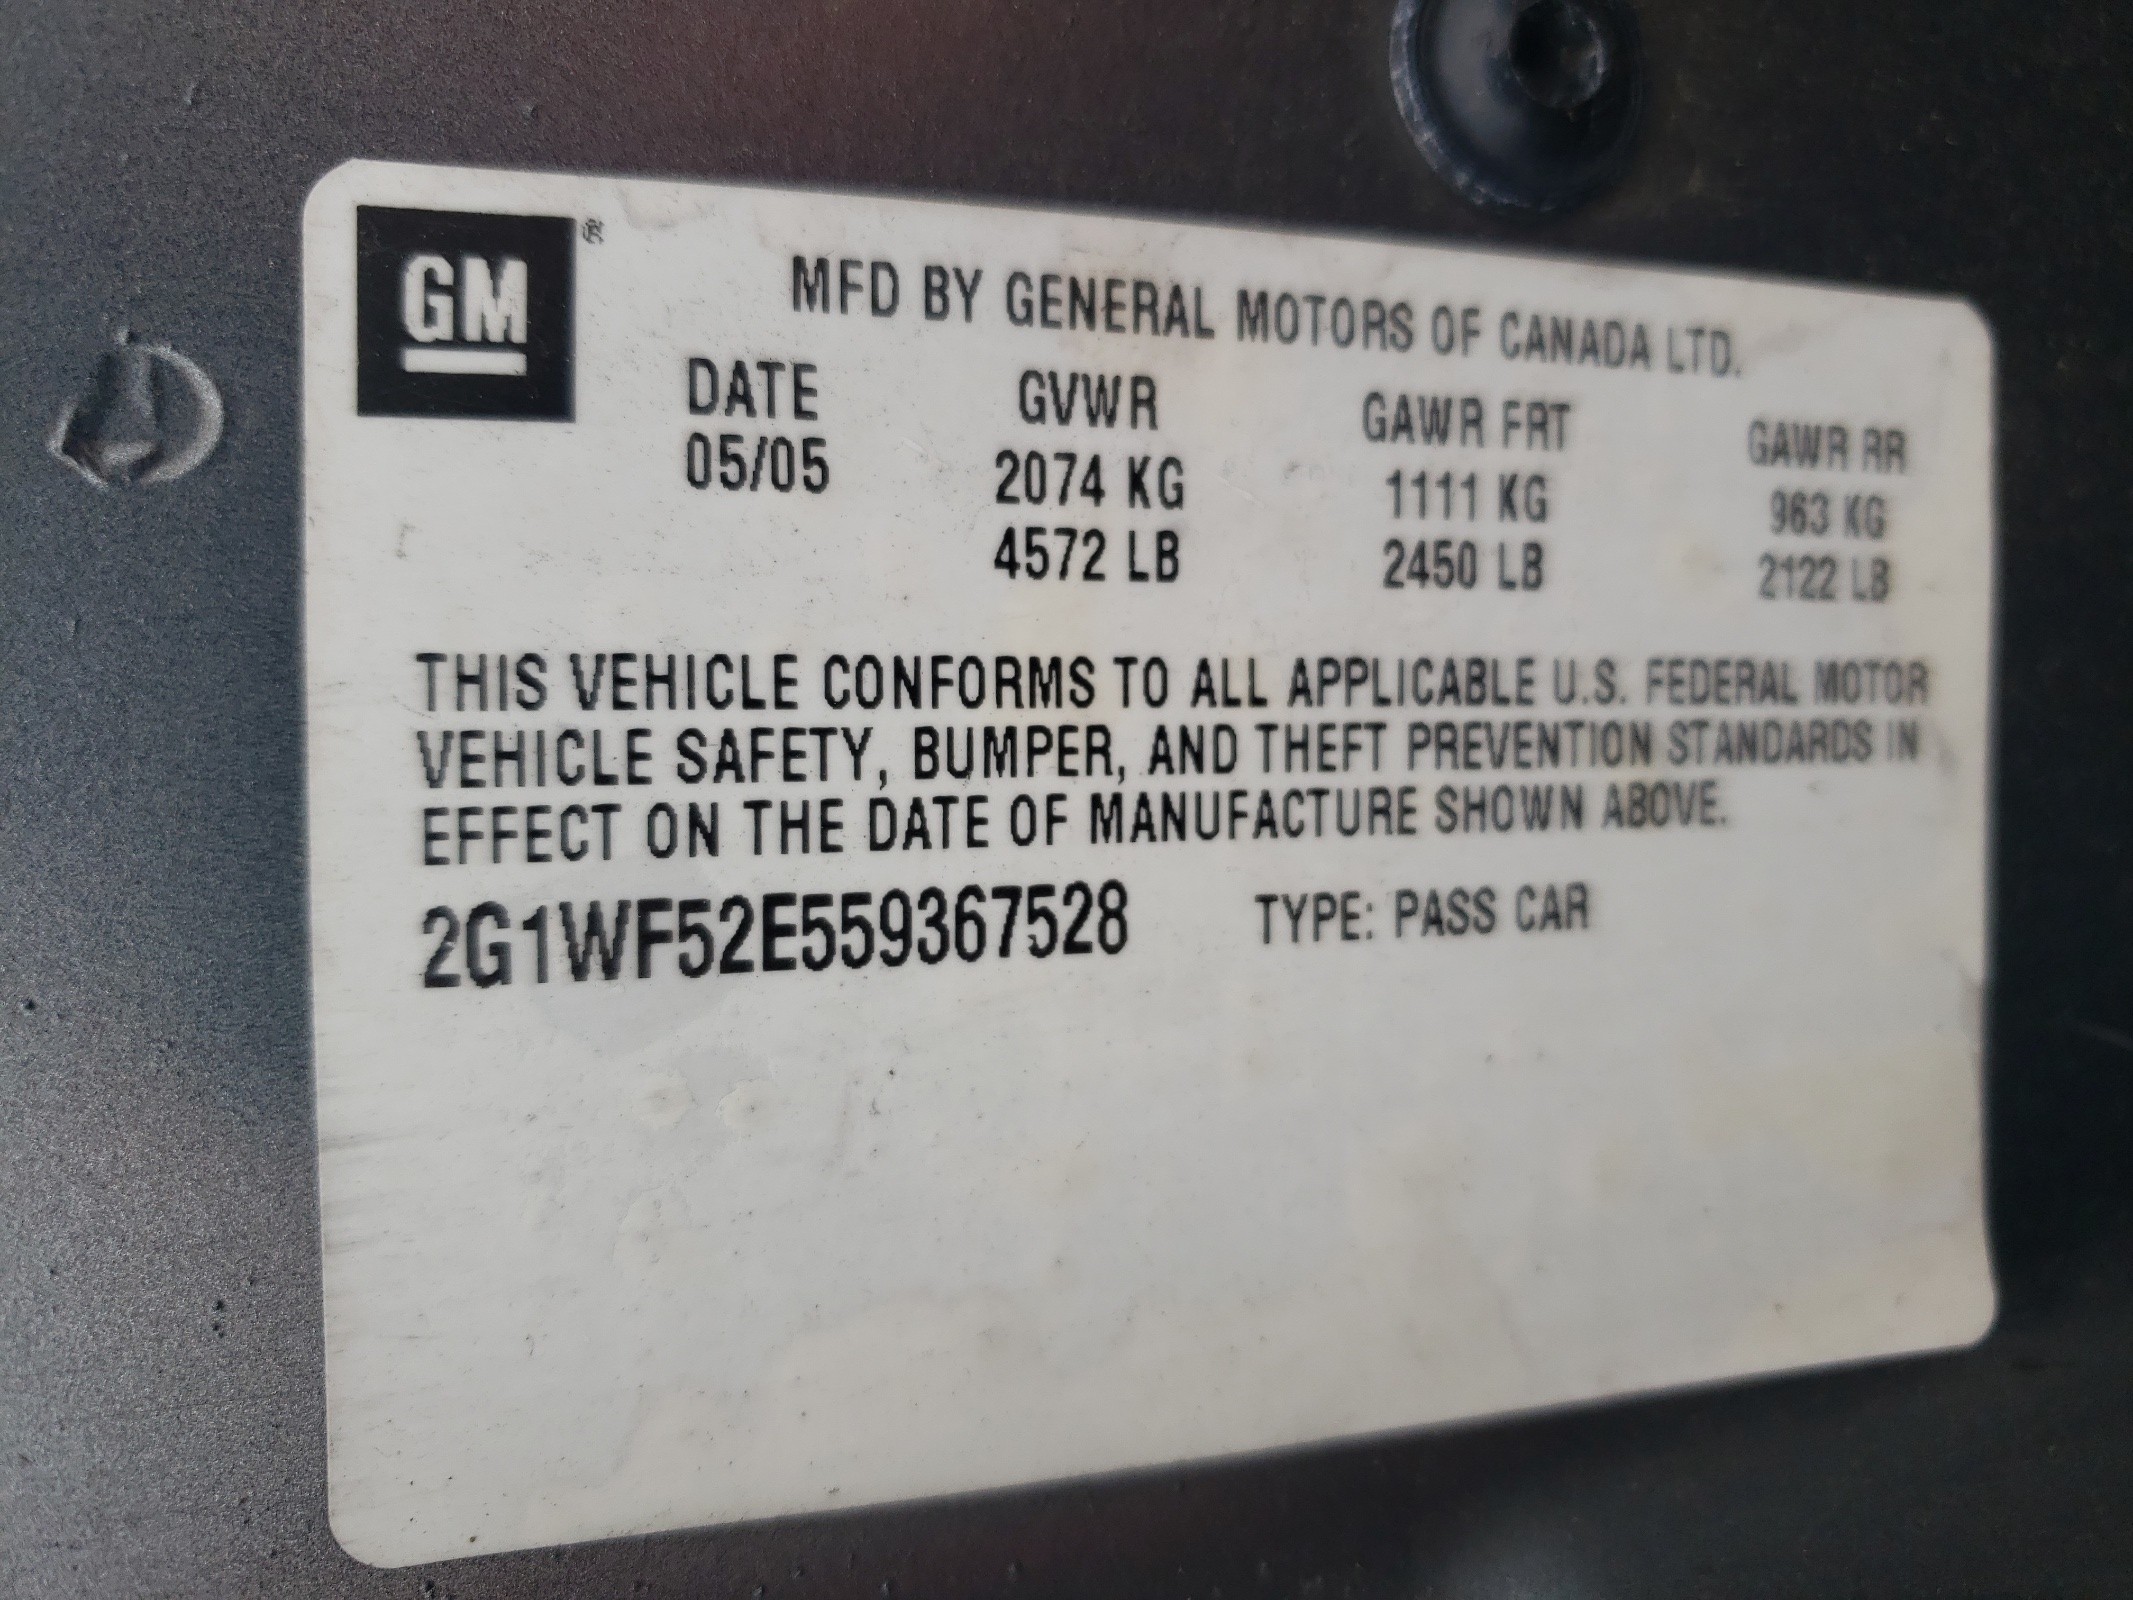 GM®
MFD BY GENERAL MOTORS OF CANADA LTD.
DATE GVWR GAWR FRT GAWR RR
05/05 2074 KG 1111 KG 963 KG
4572 LB 2450 LB 2122 LB
THIS VEHICLE CONFORMS TO ALL APPLICABLE U.S. FEDERAL MOTOR
VEHICLE SAFETY, BUMPER, AND THEFT PREVENTION STANDARDS IN
EFFECT ON THE DATE OF MANUFACTURE SHOWN ABOVE.
2G1WF52E559367528 TYPE: PASS CAR